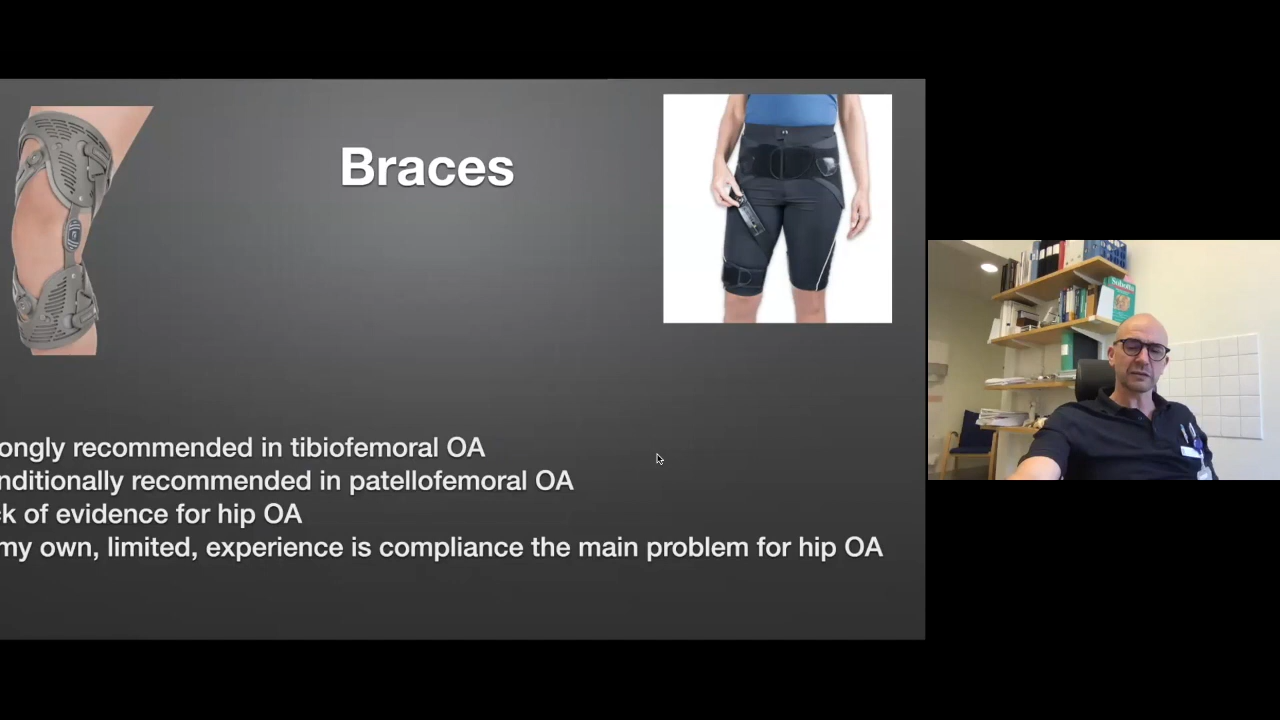 Braces
ongly recommended in tibiofemoral OA
nditionally recommended in patellofemoral OA
ck of evidence for hip OA
my own, limited, experience is compliance the main problem for hip OA
Sobotta